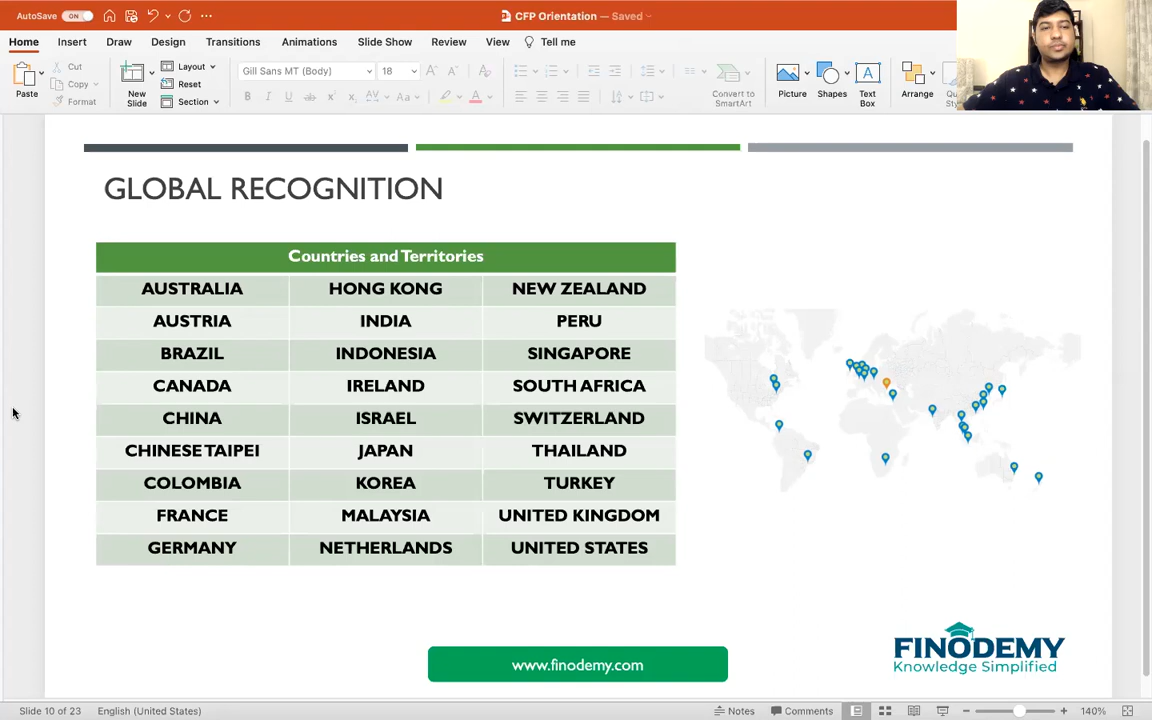 AutoSave ON
CFP Orientation — Saved
Home Insert Draw Design Transitions Animations Slide Show Review View Tell me
Paste
Cut
Copy
Format
New Slide
Layout
Reset
Section
Gill Sans MT (Body) 18
Convert to SmartArt
Picture
Shapes
Text Box
Arrange
GLOBAL RECOGNITION
Countries and Territories
AUSTRALIA HONG KONG NEW ZEALAND
AUSTRIA INDIA PERU
BRAZIL INDONESIA SINGAPORE
CANADA IRELAND SOUTH AFRICA
CHINA ISRAEL SWITZERLAND
CHINESE TAIPEI JAPAN THAILAND
COLOMBIA KOREA TURKEY
FRANCE MALAYSIA UNITED KINGDOM
GERMANY NETHERLANDS UNITED STATES
www.finodemy.com
FINODEMY
Knowledge Simplified
Slide 10 of 23 English (United States) Notes Comments 140%